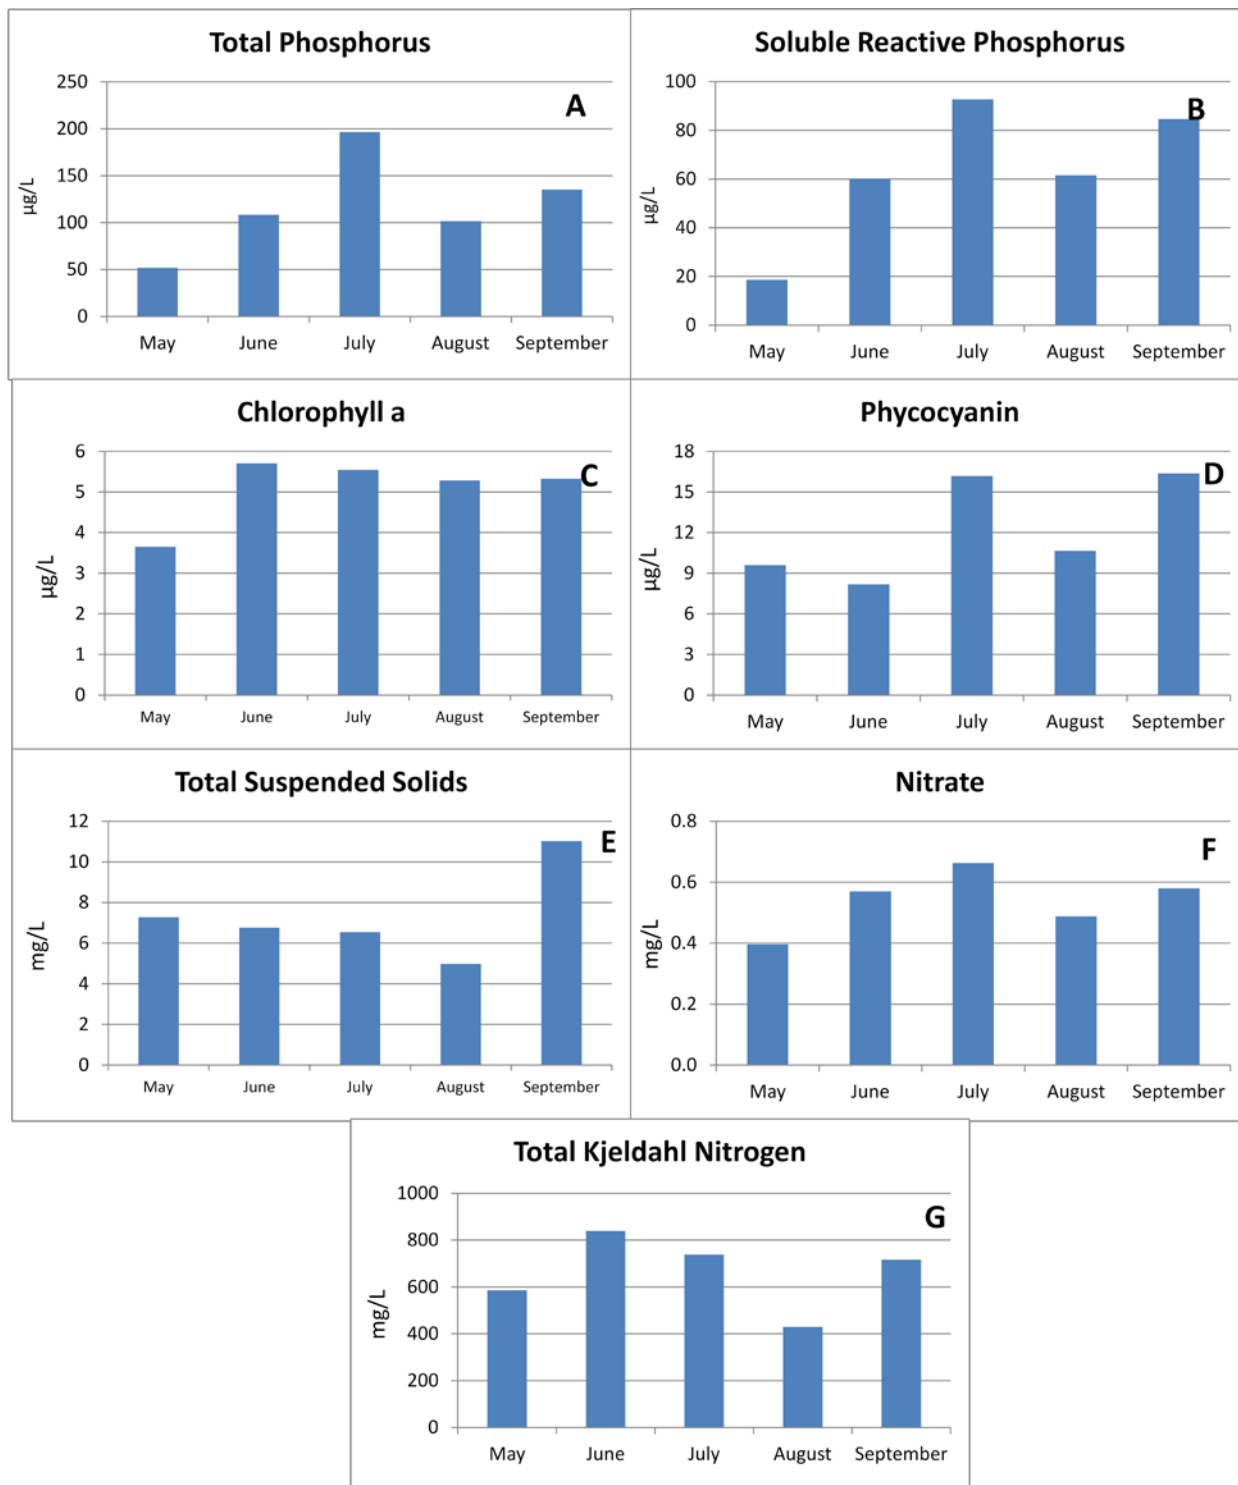 Total Phosphorus
A
250
200
150
100
50
0
µg/L
May June July August September
Soluble Reactive Phosphorus
B
100
80
60
40
20
0
µg/L
May June July August September
Chlorophyll a
C
6
5
4
3
2
1
0
µg/L
May June July August September
Phycocyanin
D
18
15
12
9
6
3
0
µg/L
May June July August September
Total Suspended Solids
E
12
10
8
6
4
2
0
mg/L
May June July August September
Nitrate
F
0.8
0.6
0.4
0.2
0.0
mg/L
May June July August September
Total Kjeldahl Nitrogen
G
1000
800
600
400
200
0
mg/L
May June July August September